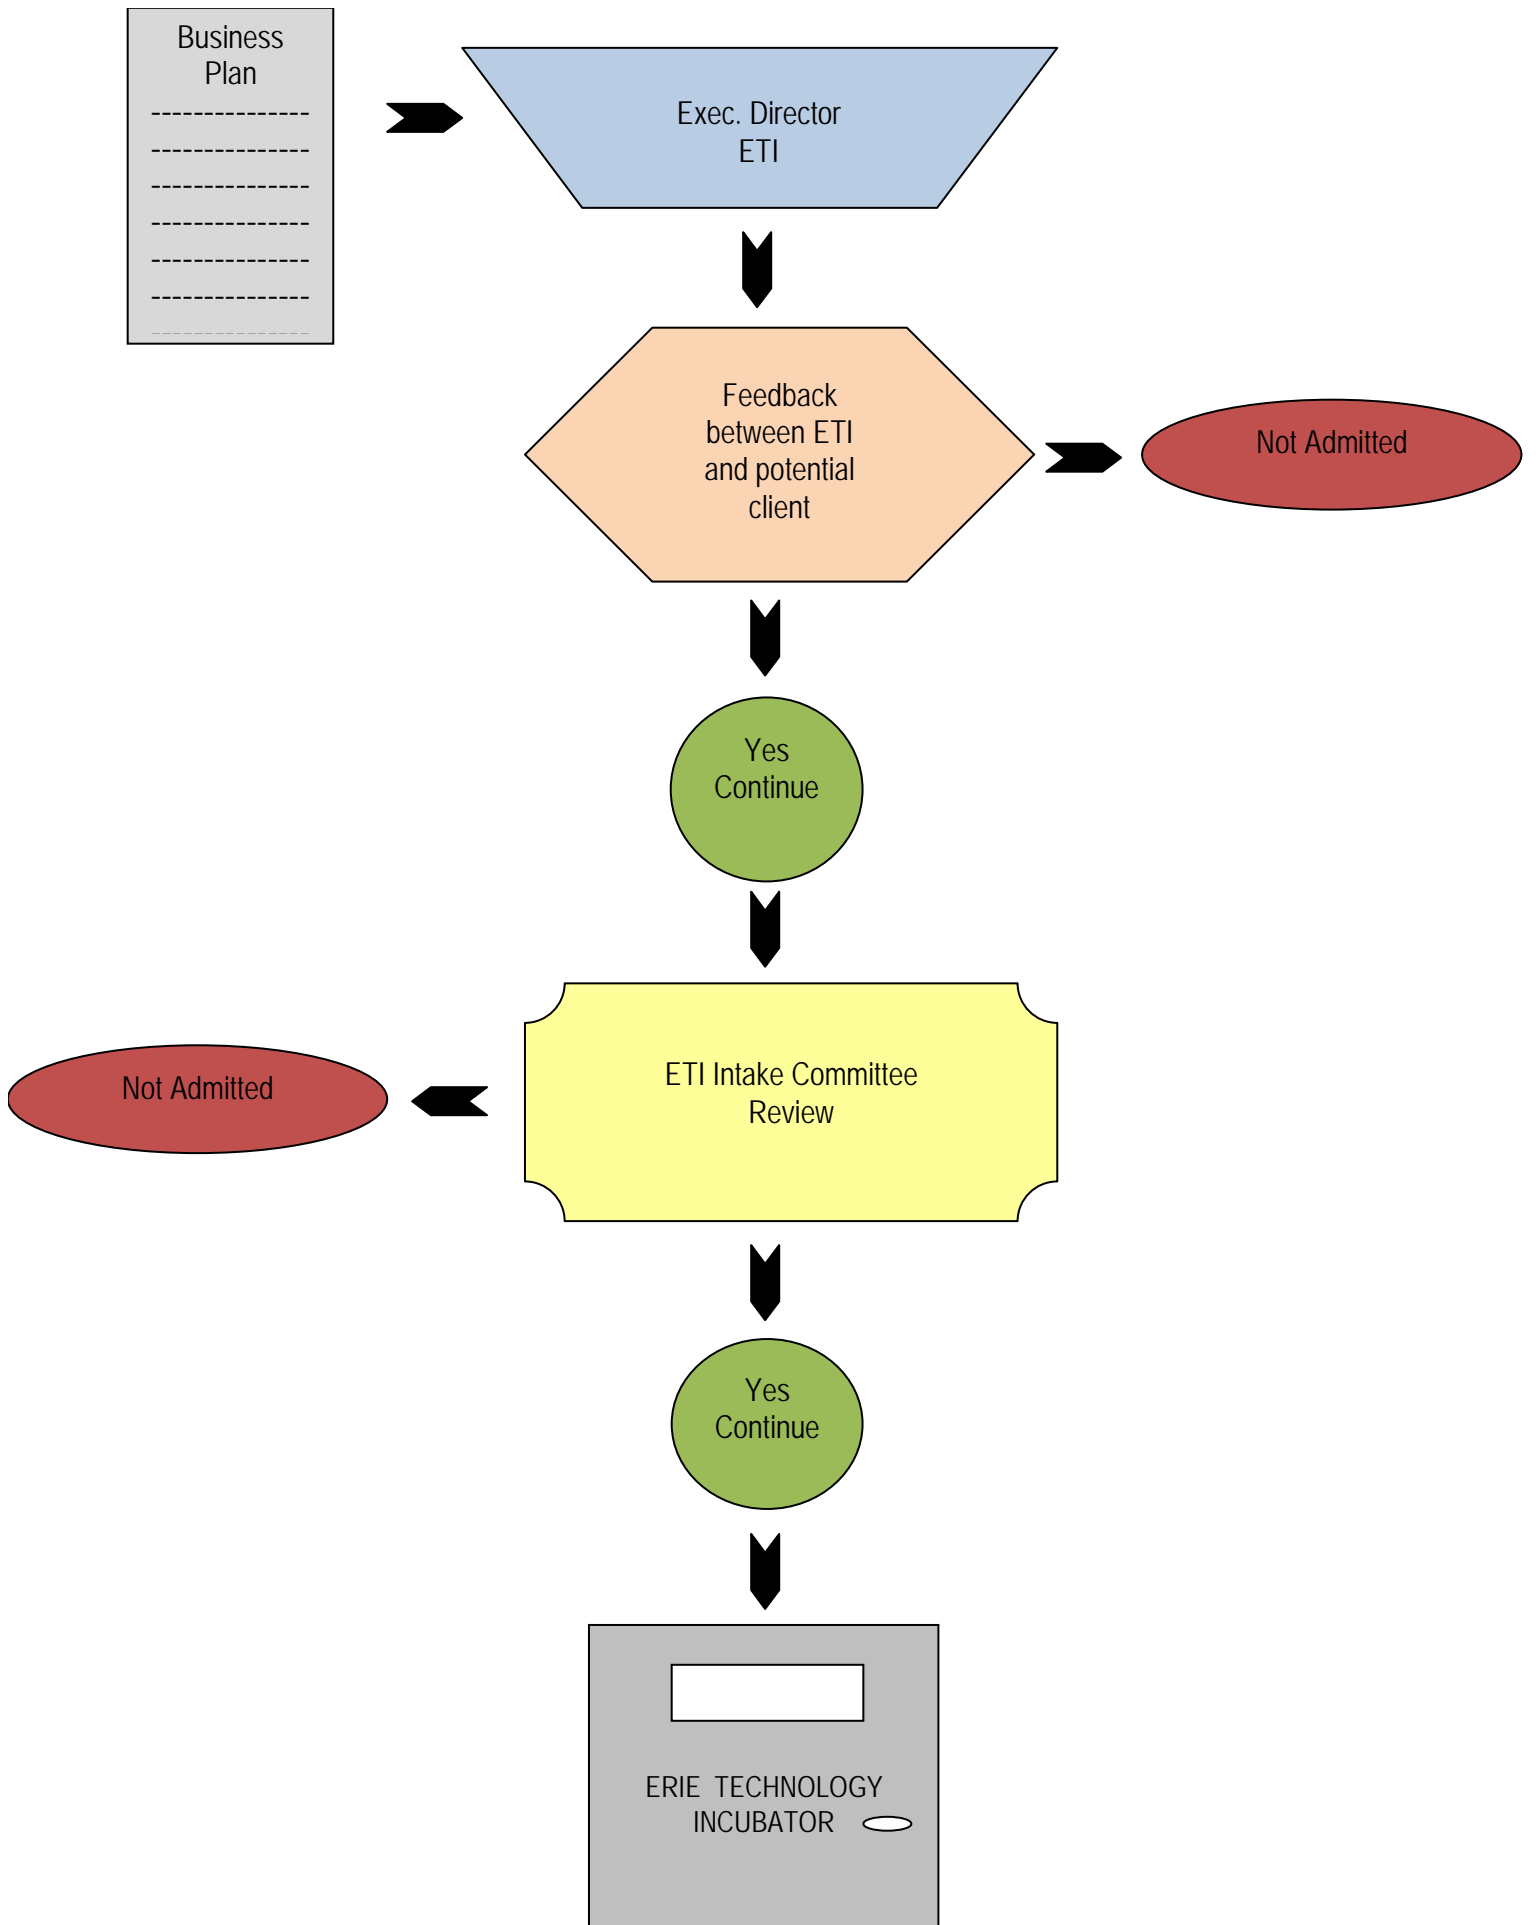 Business
Plan
---------------
---------------
---------------
---------------
---------------
---------------
---------------
Exec. Director
ETI
Feedback
between ETI
and potential
client
Not Admitted
Yes
Continue
ETI Intake Committee
Review
Not Admitted
Yes
Continue
ERIE TECHNOLOGY
INCUBATOR